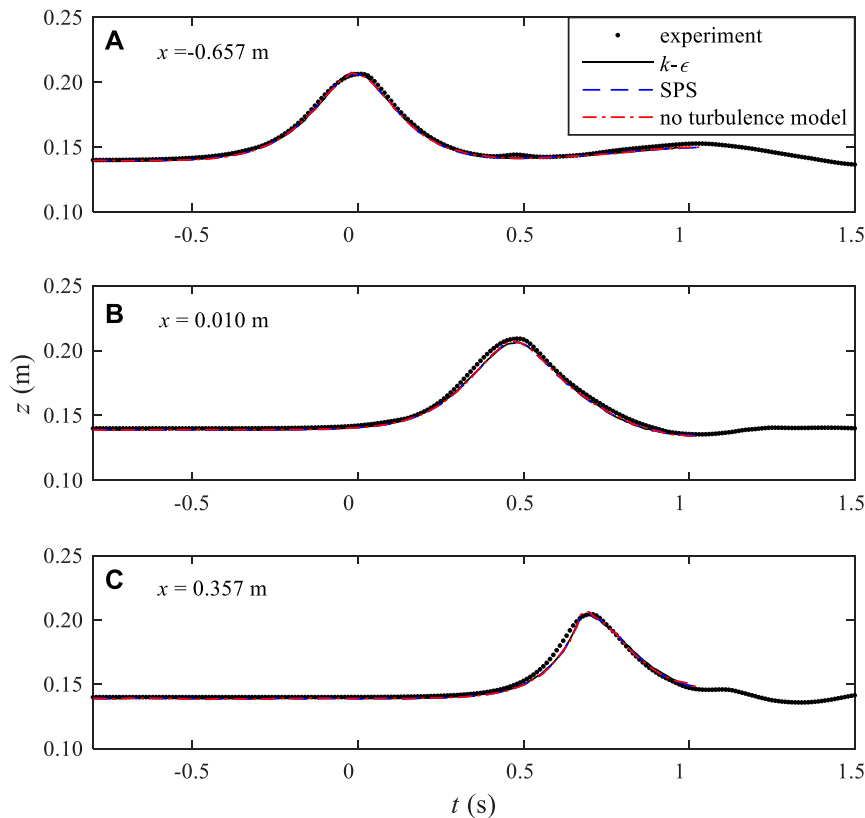 0.25
A
x =-0.657 m
0.20
0.15
0.10
-0.5
0
0.5
1
1.5
experiment
k-ϵ
SPS
no turbulence model
0.25
B
x = 0.010 m
0.20
0.15
0.10
-0.5
0
0.5
1
1.5
z (m)
0.25
C
x = 0.357 m
0.20
0.15
0.10
-0.5
0
0.5
1
1.5
t (s)